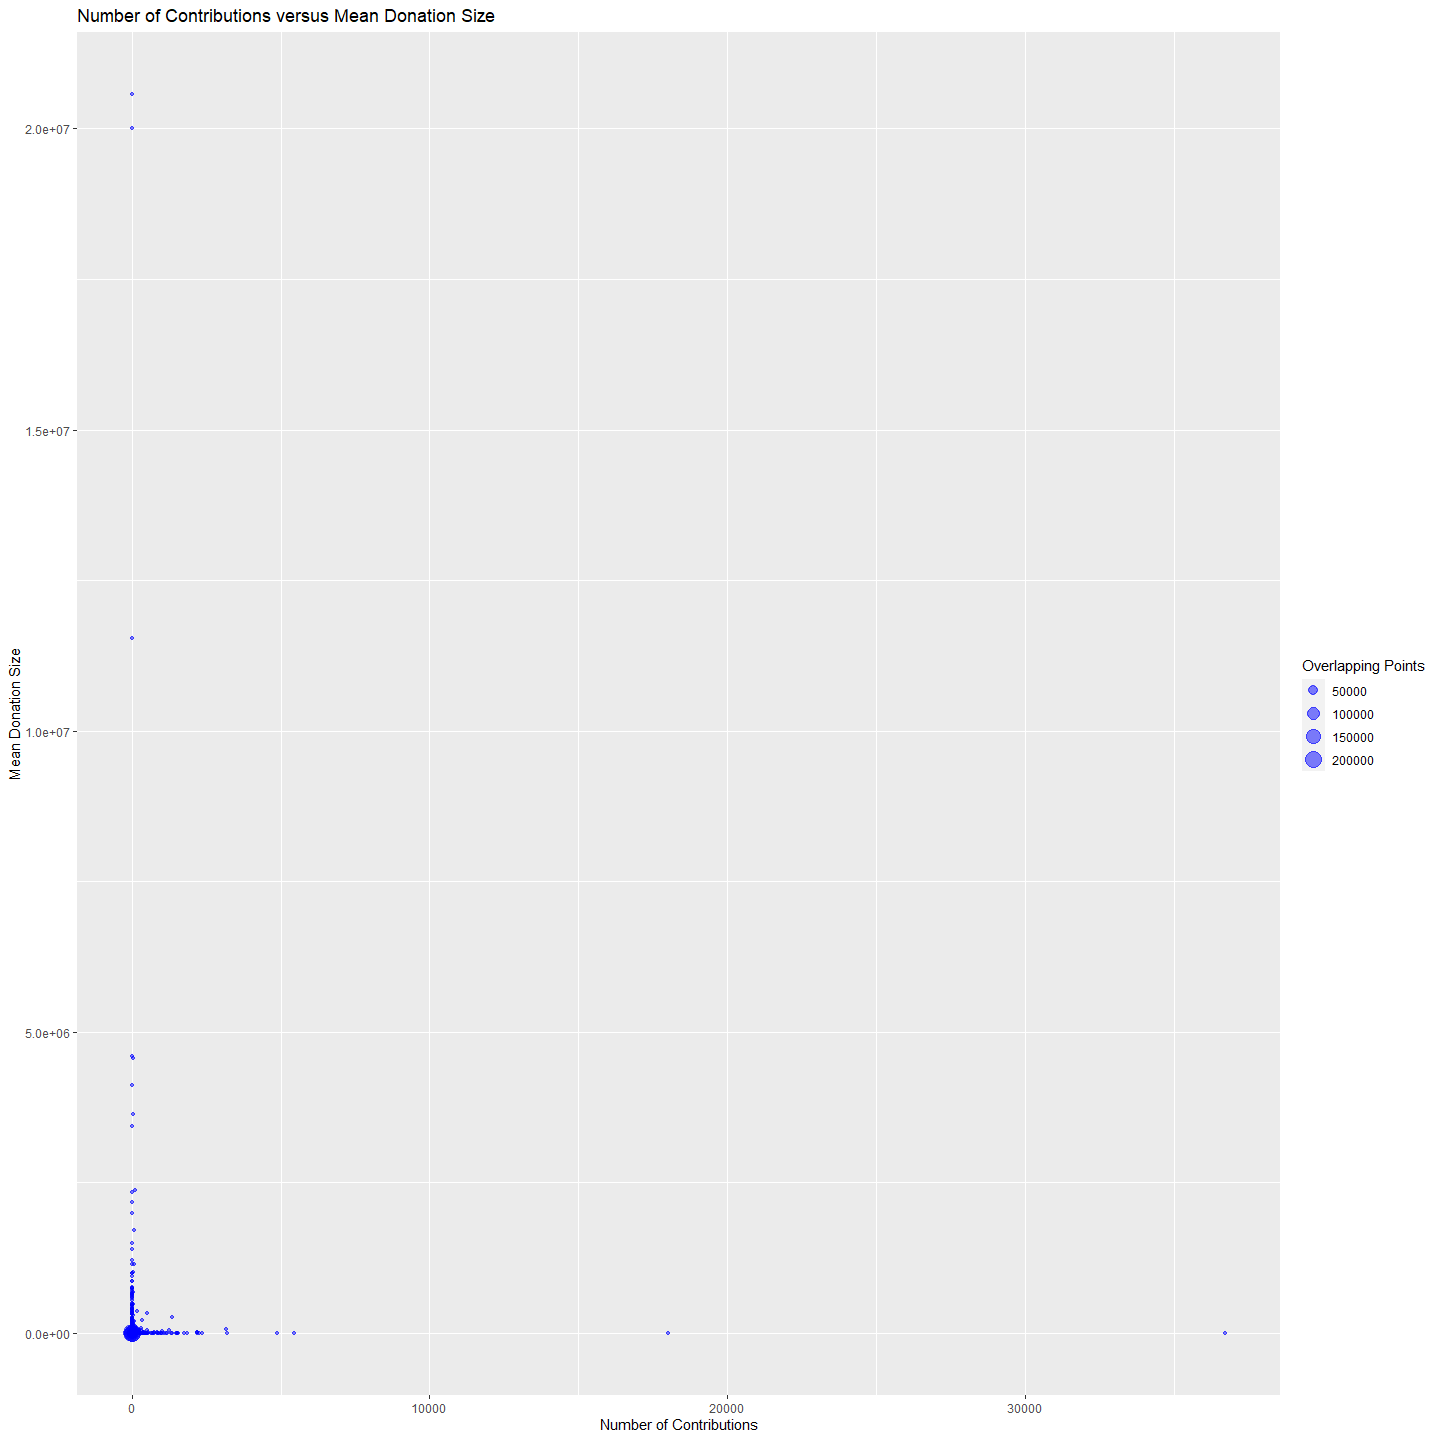 Number of Contributions versus Mean Donation Size
2.0e+07
1.5e+07
1.0e+07
5.0e+06
0.0e+00
Mean Donation Size
0
10000
20000
30000
Number of Contributions
Overlapping Points
50000
100000
150000
200000